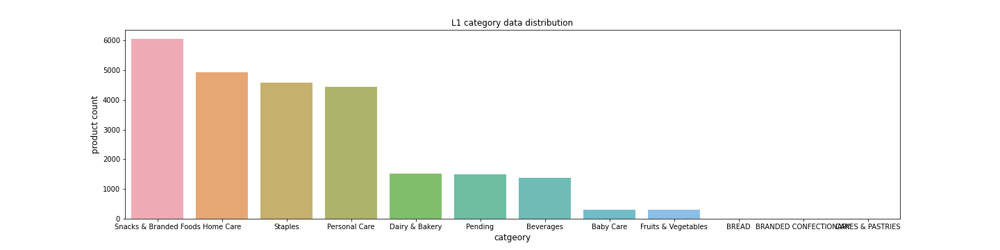 L1 category data distribution
product count
6000
5000
4000
3000
2000
1000
0
Snacks & Branded Foods Home Care Staples Personal Care Dairy & Bakery Pending Beverages Baby Care Fruits & Vegetables BREAD BRANDED CONFECTIONARY CAKES & PASTRIES
catgeory